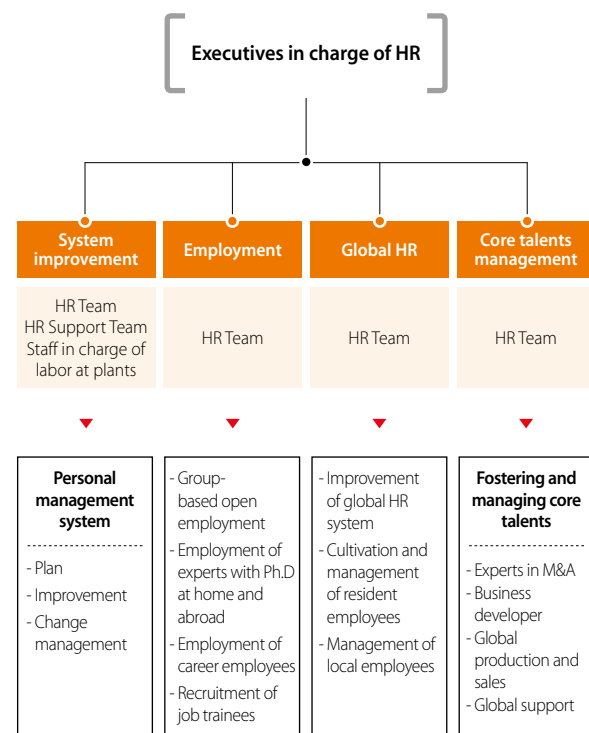 Executives in charge of HR
System
improvement
Employment
Global HR
Core talents
management
HR Team
HR Support Team
Staff in charge of
labor at plants
HR Team
HR Team
HR Team
Personal
management
system
- Plan
- Improvement
- Change
management
- Group-
based open
employment
- Employment of
experts with Ph.D
at home and
abroad
- Employment of
career employees
- Recruitment of
job trainees
- Improvement
of global HR
system
- Cultivation and
management
of resident
employees
- Management of
local employees
Fostering and
managing core
talents
- Experts in M&A
- Business
developer
- Global
production and
sales
- Global support